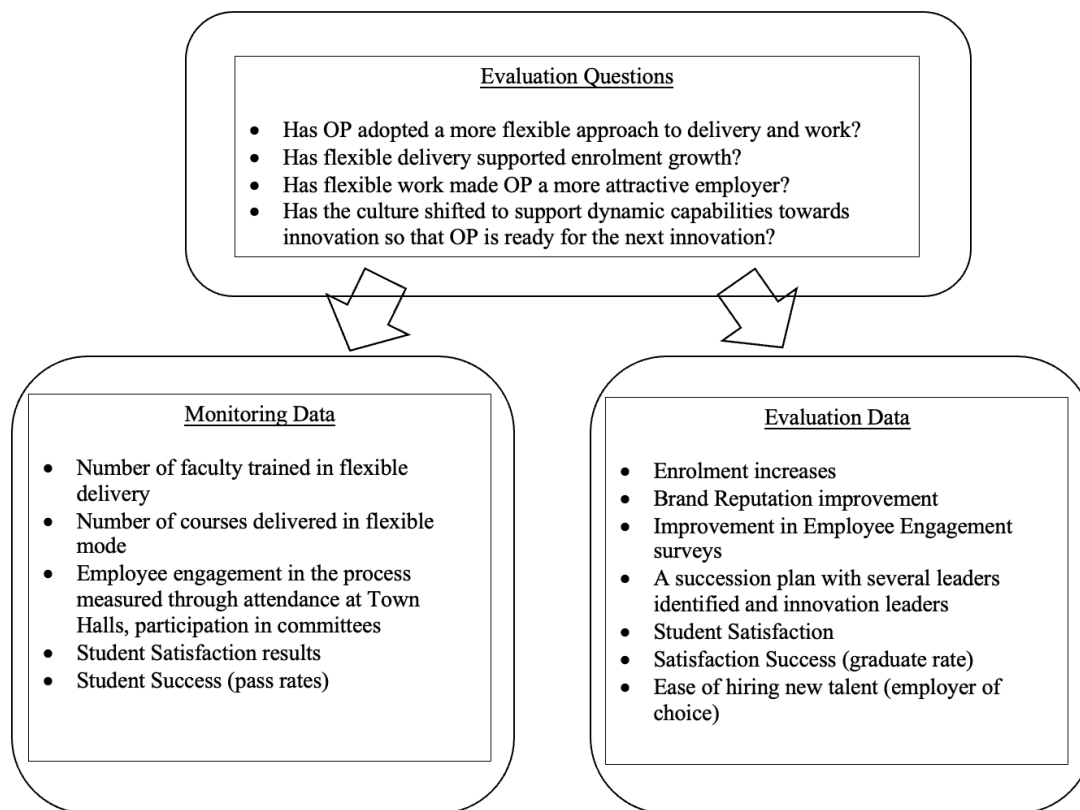 Evaluation Questions
• Has OP adopted a more flexible approach to delivery and work?
• Has flexible delivery supported enrolment growth?
• Has flexible work made OP a more attractive employer?
• Has the culture shifted to support dynamic capabilities towards
innovation so that OP is ready for the next innovation?
Monitoring Data
• Number of faculty trained in flexible
delivery
• Number of courses delivered in flexible
mode
• Employee engagement in the process
measured through attendance at Town
Halls, participation in committees
• Student Satisfaction results
• Student Success (pass rates)
Evaluation Data
• Enrolment increases
• Brand Reputation improvement
• Improvement in Employee Engagement
surveys
• A succession plan with several leaders
identified and innovation leaders
• Student Satisfaction
• Satisfaction Success (graduate rate)
• Ease of hiring new talent (employer of
choice)